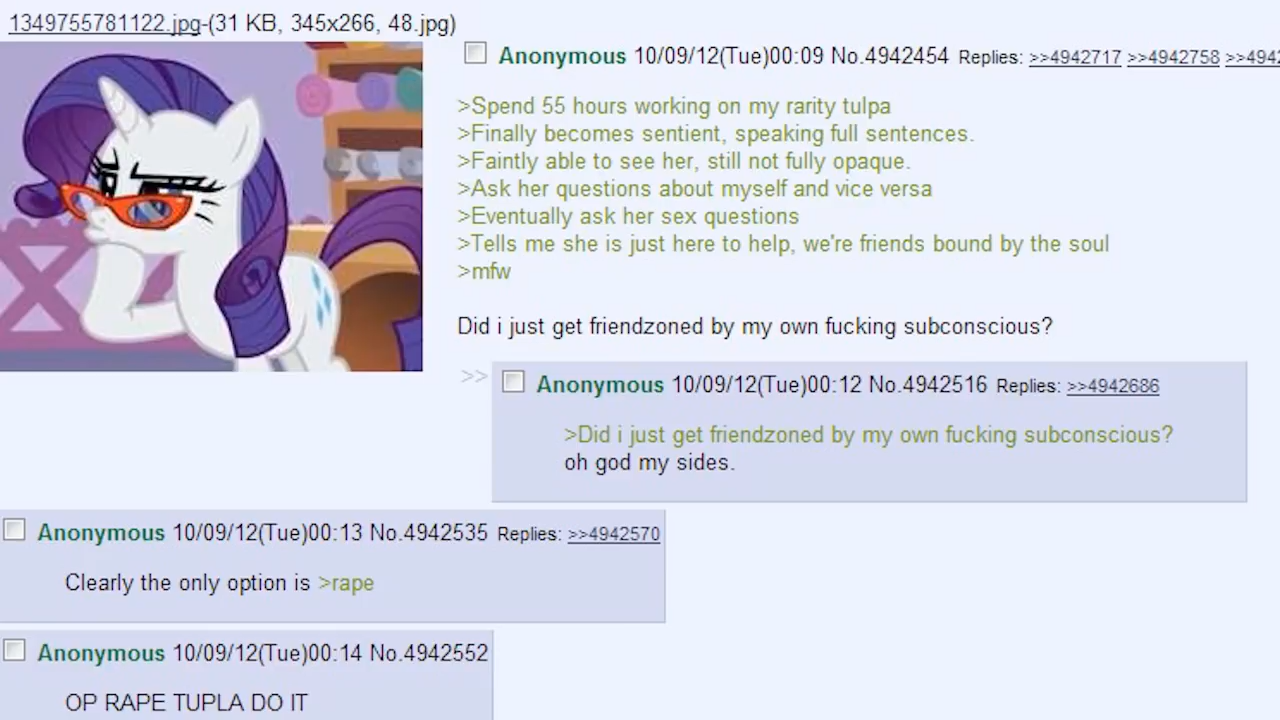 1349755781122.jpg-(31 KB, 345x266, 48.jpg)
Anonymous 10/09/12(Tue)00:09 No.4942454 Replies: >>4942717 >>4942758 >>4942
>Spend 55 hours working on my rarity tulpa
>Finally becomes sentient, speaking full sentences.
>Faintly able to see her, still not fully opaque.
>Ask her questions about myself and vice versa
>Eventually ask her sex questions
>Tells me she is just here to help, we're friends bound by the soul
>mfw
Did i just get friendzoned by my own fucking subconscious?
>> Anonymous 10/09/12(Tue)00:12 No.4942516 Replies: >>4942686
>Did i just get friendzoned by my own fucking subconscious?
oh god my sides.
Anonymous 10/09/12(Tue)00:13 No.4942535 Replies: >>4942570
Clearly the only option is >rape
Anonymous 10/09/12(Tue)00:14 No.4942552
OP RAPE TUPLA DO IT